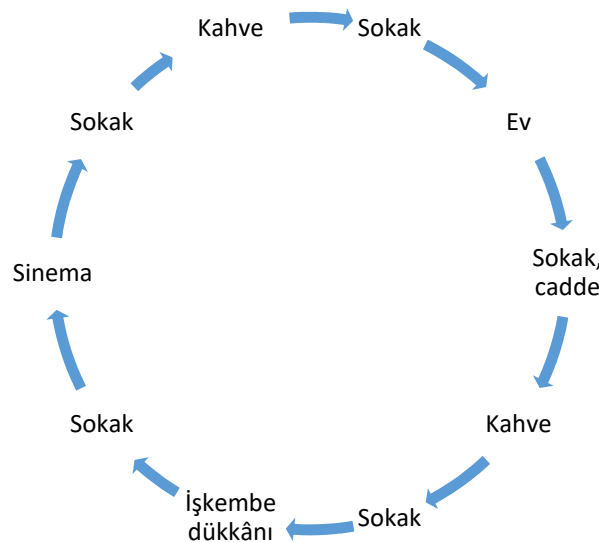 Kahve
Sokak
Ev
Sokak,
cadde
Kahve
Sokak
İşkembe
dükkânı
Sokak
Sinema
Sokak